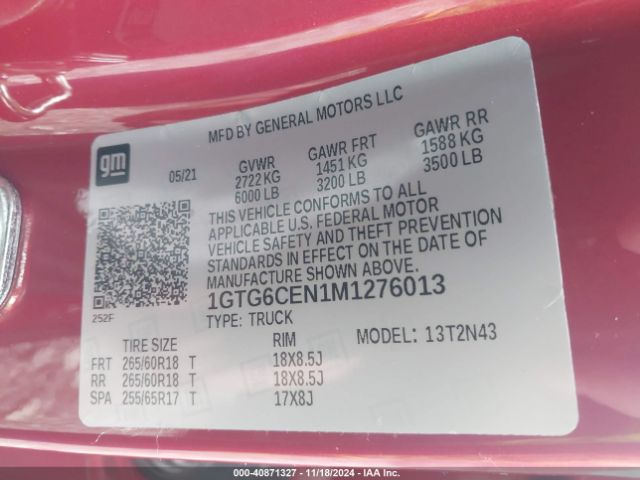 MFD BY GENERAL MOTORS LLC
gm
05/21 GVWR GAWR FRT GAWR RR
2722 KG 1451 KG 1588 KG
6000 LB 3200 LB 3500 LB
THIS VEHICLE CONFORMS TO ALL
APPLICABLE U.S. FEDERAL MOTOR
VEHICLE SAFETY AND THEFT PREVENTION
STANDARDS IN EFFECT ON THE DATE OF
MANUFACTURE SHOWN ABOVE.
1GTG6CEN1M1276013
252F
TYPE: TRUCK MODEL: 13T2N43
TIRE SIZE RIM
FRT 265/60R18 T 18X8.5J
RR 265/60R18 T 18X8.5J
SPA 255/65R17 T 17X8J
000-40871327 - 11/18/2024 - IAAI.COM